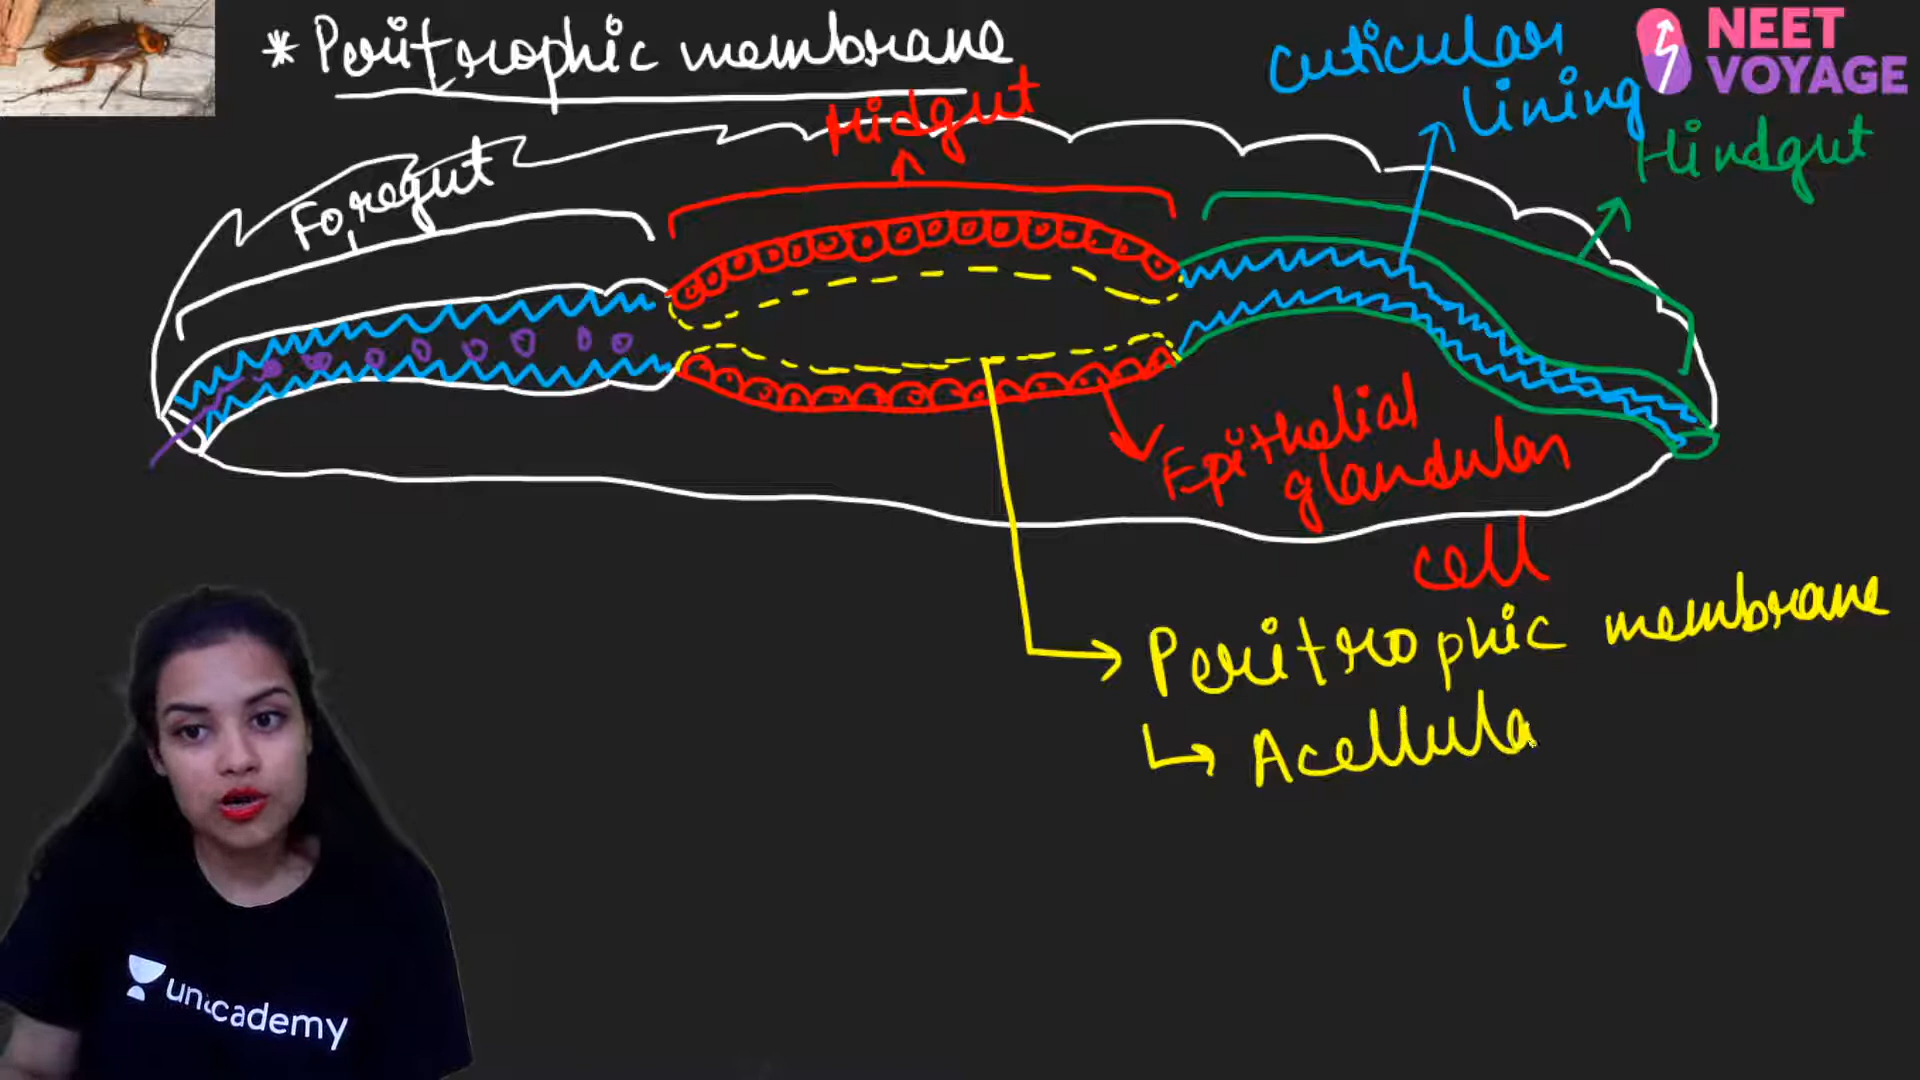 * Peritrophic membrane
NEET
VOYAGE
cuticular
lining
Midgut
Hindgut
Foregut
Epithelial
glandular
cell
Peritrophic membrane
Acellula
unacademy